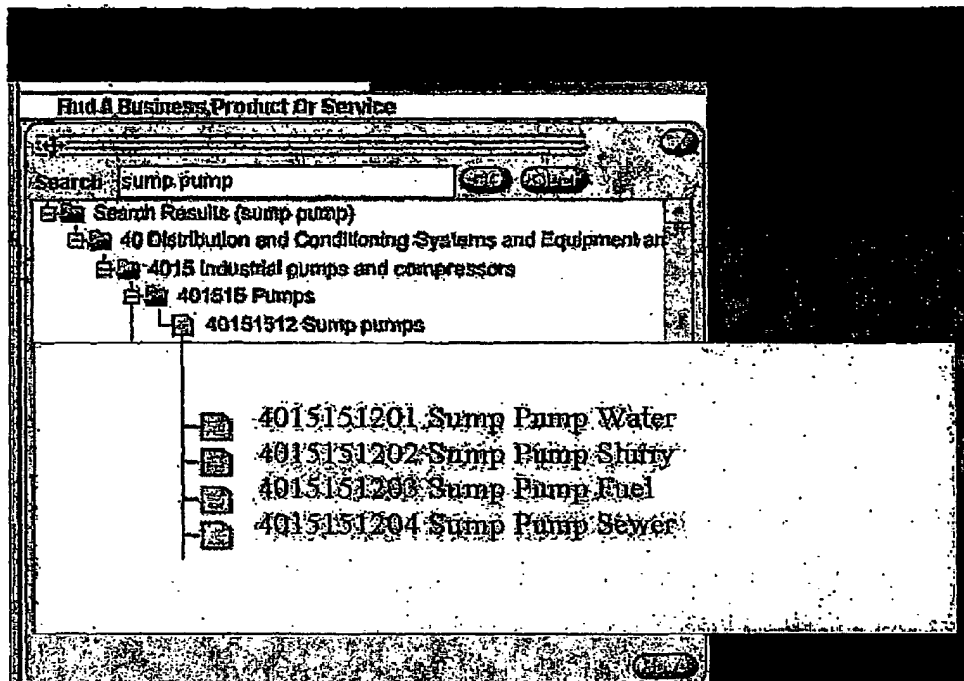 Find A Business, Product Or Service
Search sump pump
Search Results (sump pump)
40 Distribution and Conditioning Systems and Equipment an
4015 Industrial pumps and compressors
401515 Pumps
40151512 Sump pumps
4015151201 Sump Pump Water
4015151202 Sump Pump Slurry
4015151203 Sump Pump Fuel
4015151204 Sump Pump Sewer